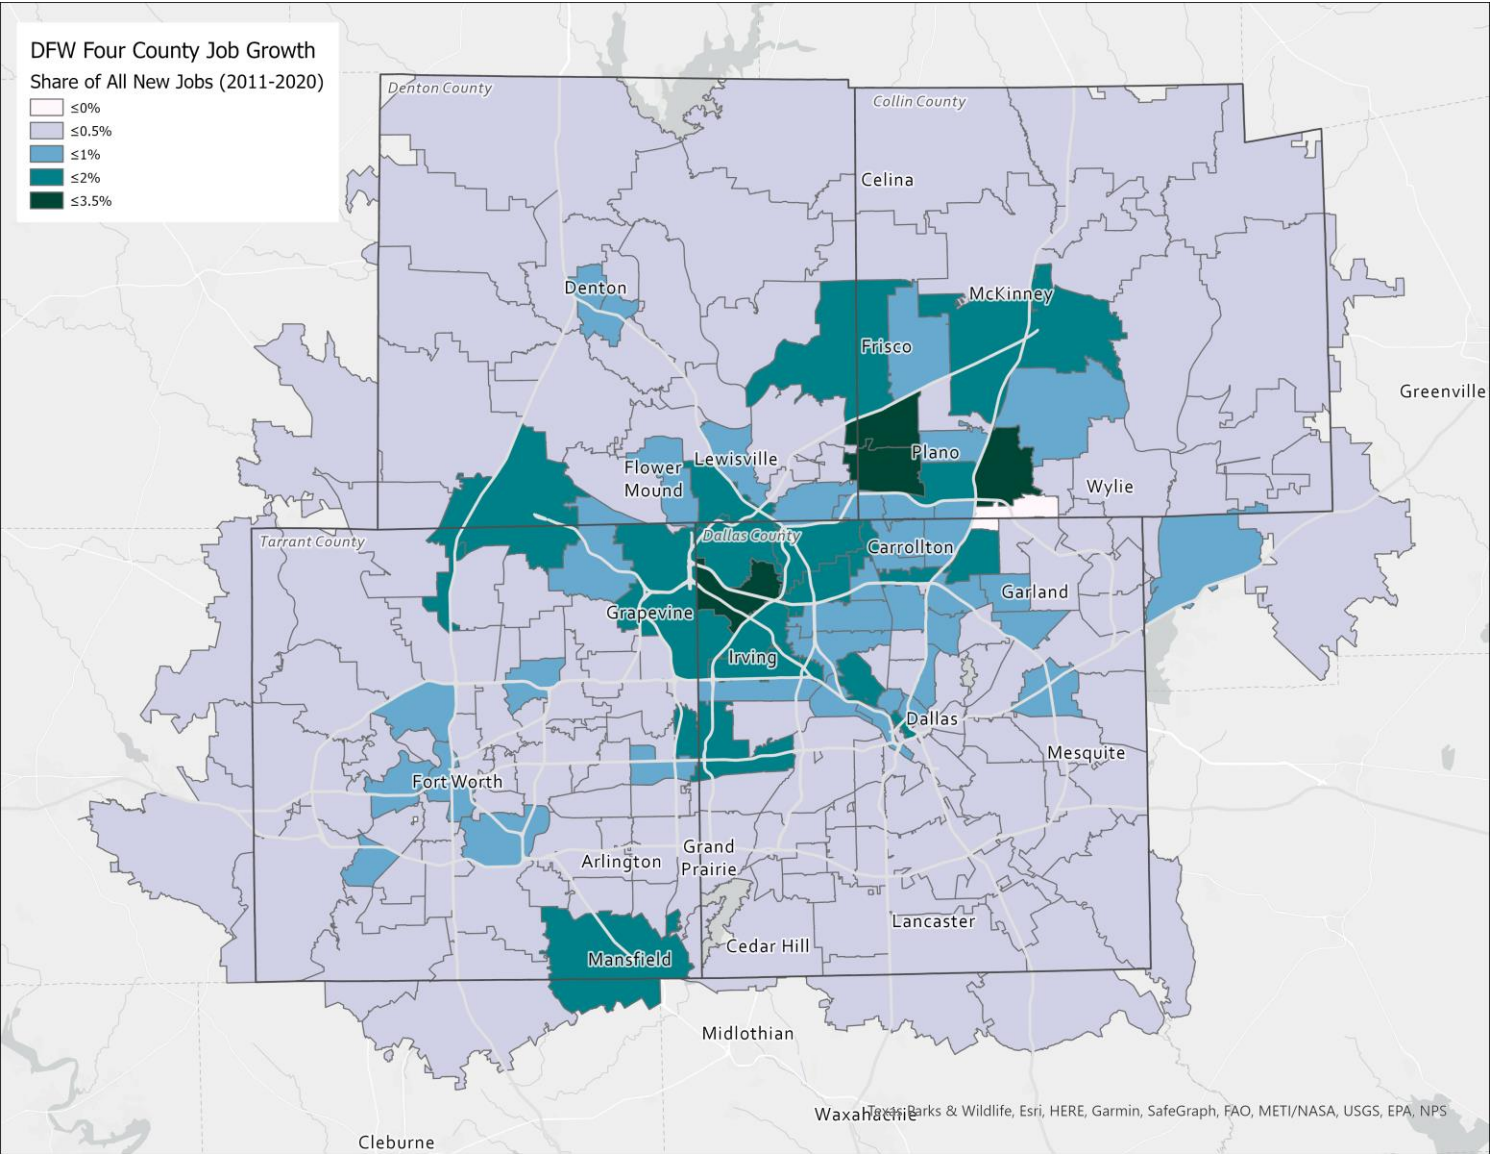 DFW Four County Job Growth
Share of All New Jobs (2011-2020)
≤0%
≤0.5%
≤1%
≤2%
≤3.5%
Denton County
Collin County
Celina
Denton
McKinney
Frisco
Greenville
Plano
Lewisville
Flower
Mound
Wylie
Tarrant County
Dallas County
Carrollton
Garland
Grapevine
Irving
Dallas
Mesquite
Fort Worth
Arlington
Grand
Prairie
Lancaster
Cedar Hill
Mansfield
Midlothian
Waxahachie
Texas Parks & Wildlife, Esri, HERE, Garmin, SafeGraph, FAO, METI/NASA, USGS, EPA, NPS
Cleburne